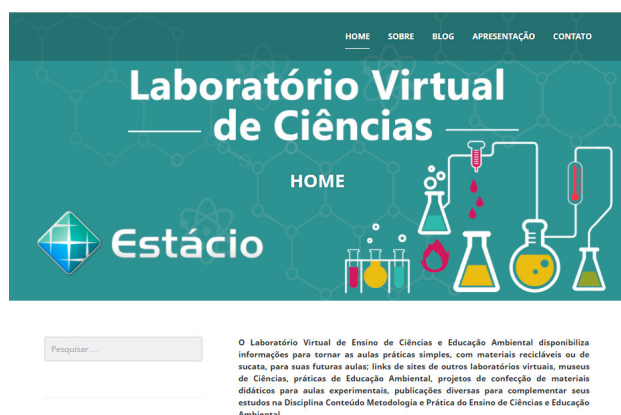 HOME SOBRE BLOG APRESENTAÇÃO CONTATO
Laboratório Virtual
de Ciências
HOME
Estácio
Pesquisar ...
O Laboratório Virtual de Ensino de Ciências e Educação Ambiental disponibiliza
informações para tornar as aulas práticas simples, com materiais recicláveis ou de
sucata, para suas futuras aulas; links de sites de outros laboratórios virtuais, museus
de Ciências, práticas de Educação Ambiental, projetos de confecção de materiais
didáticos para aulas experimentais, publicações diversas para complementar seus
estudos na Disciplina Conteúdo Metodologia e Prática do Ensino de Ciências e Educação
Ambiental